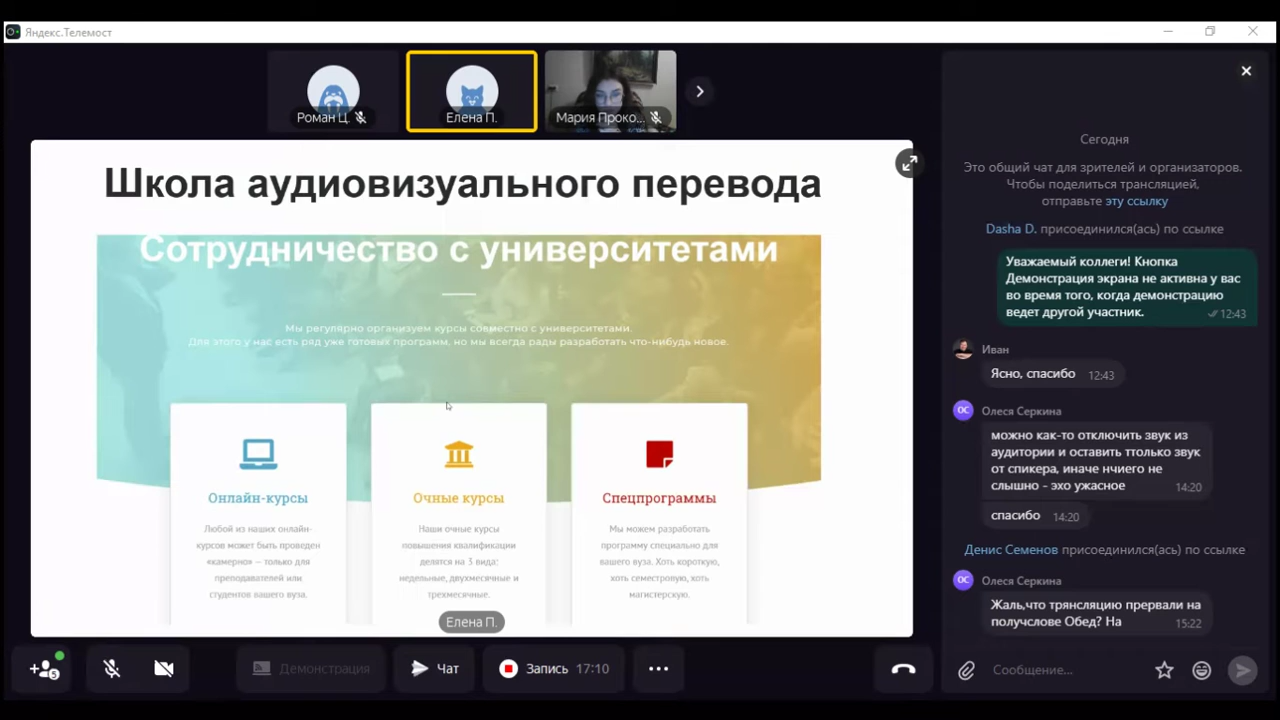 Яндекс.Телемост
Роман Ц.
Елена П.
Мария Проко...
Школа аудиовизуального перевода
Сотрудничество с университетами
Мы регулярно организуем курсы совместно с университетами.
Для этого у нас есть ряд уже готовых программ, но мы всегда рады разработать что-нибудь новое.
Онлайн-курсы
Любой из наших онлайн-
курсов может быть проведен
«камерно» — только для
преподавателей или
студентов вашего вуза.
Очные курсы
Наши очные курсы
повышения квалификации
делятся на 3 вида:
недельные, двухмесячные и
трехмесячные.
Спецпрограммы
Мы можем разработать
программу специально для
вашего вуза. Хоть короткую,
хоть семестровую, хоть
магистерскую.
Елена П.
5
Демонстрация
Чат
Запись 17:10
Сегодня
Это общий чат для зрителей и организаторов.
Чтобы поделиться трансляцией,
отправьте эту ссылку
Dasha D. присоединился(ась) по ссылке
Уважаемый коллеги! Кнопка
Демонстрация экрана не активна у вас
во время того, когда демонстрацию
ведет другой участник. 12:43
Иван
Ясно, спасибо 12:43
ОС Олеся Серкина
можно как-то отключить звук из
аудитории и оставить ттолько звук
от спикера, иначе нчиего не
слышно - эхо ужасное 14:20
спасибо 14:20
Денис Семенов присоединился(ась) по ссылке
ОС Олеся Серкина
Жаль,что трянсляцию прервали на
получслове Обед? На 15:22
Сообщение...